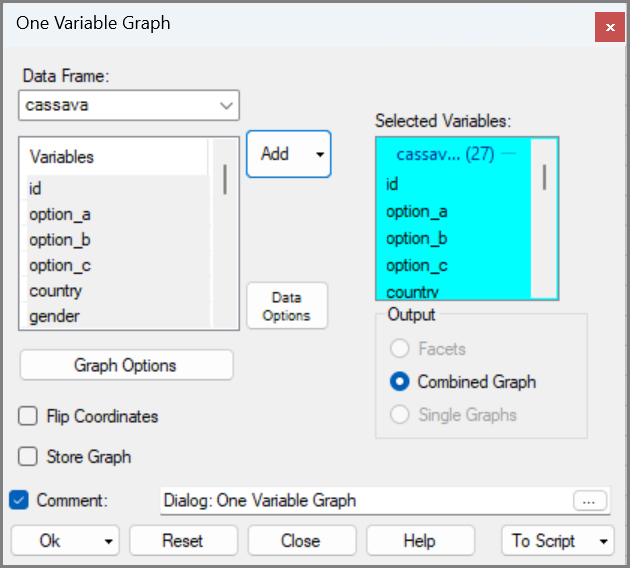 One Variable Graph
Data Frame:
cassava
Variables
id
option_a
option_b
option_c
country
gender
Add
Data
Options
Selected Variables:
cassav... (27)
id
option_a
option_b
option_c
country
Graph Options
Flip Coordinates
Store Graph
Output
Facets
Combined Graph
Single Graphs
Comment:
Dialog: One Variable Graph
...
Ok
Reset
Close
Help
To Script